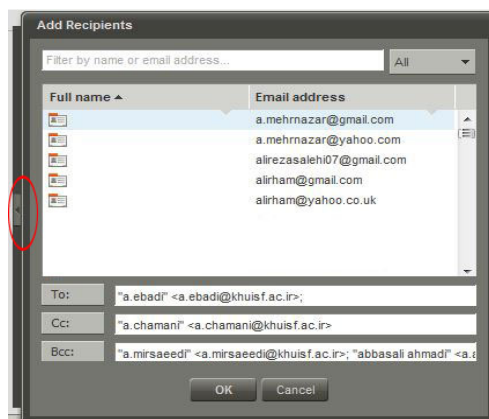 Add Recipients
Filter by name or email address...
All
Full name Email address
a.mehrnazar@gmail.com
a.mehrnazar@yahoo.com
alirezasalehi07@gmail.com
alirham@gmail.com
alirham@yahoo.co.uk
To: "a.ebadi" <a.ebadi@khuisf.ac.ir>;
Cc: "a.chamani" <a.chamani@khuisf.ac.ir>
Bcc: "a.mirsaeedi" <a.mirsaeedi@khuisf.ac.ir>; "abbasali ahmadi" <a.a
OK Cancel